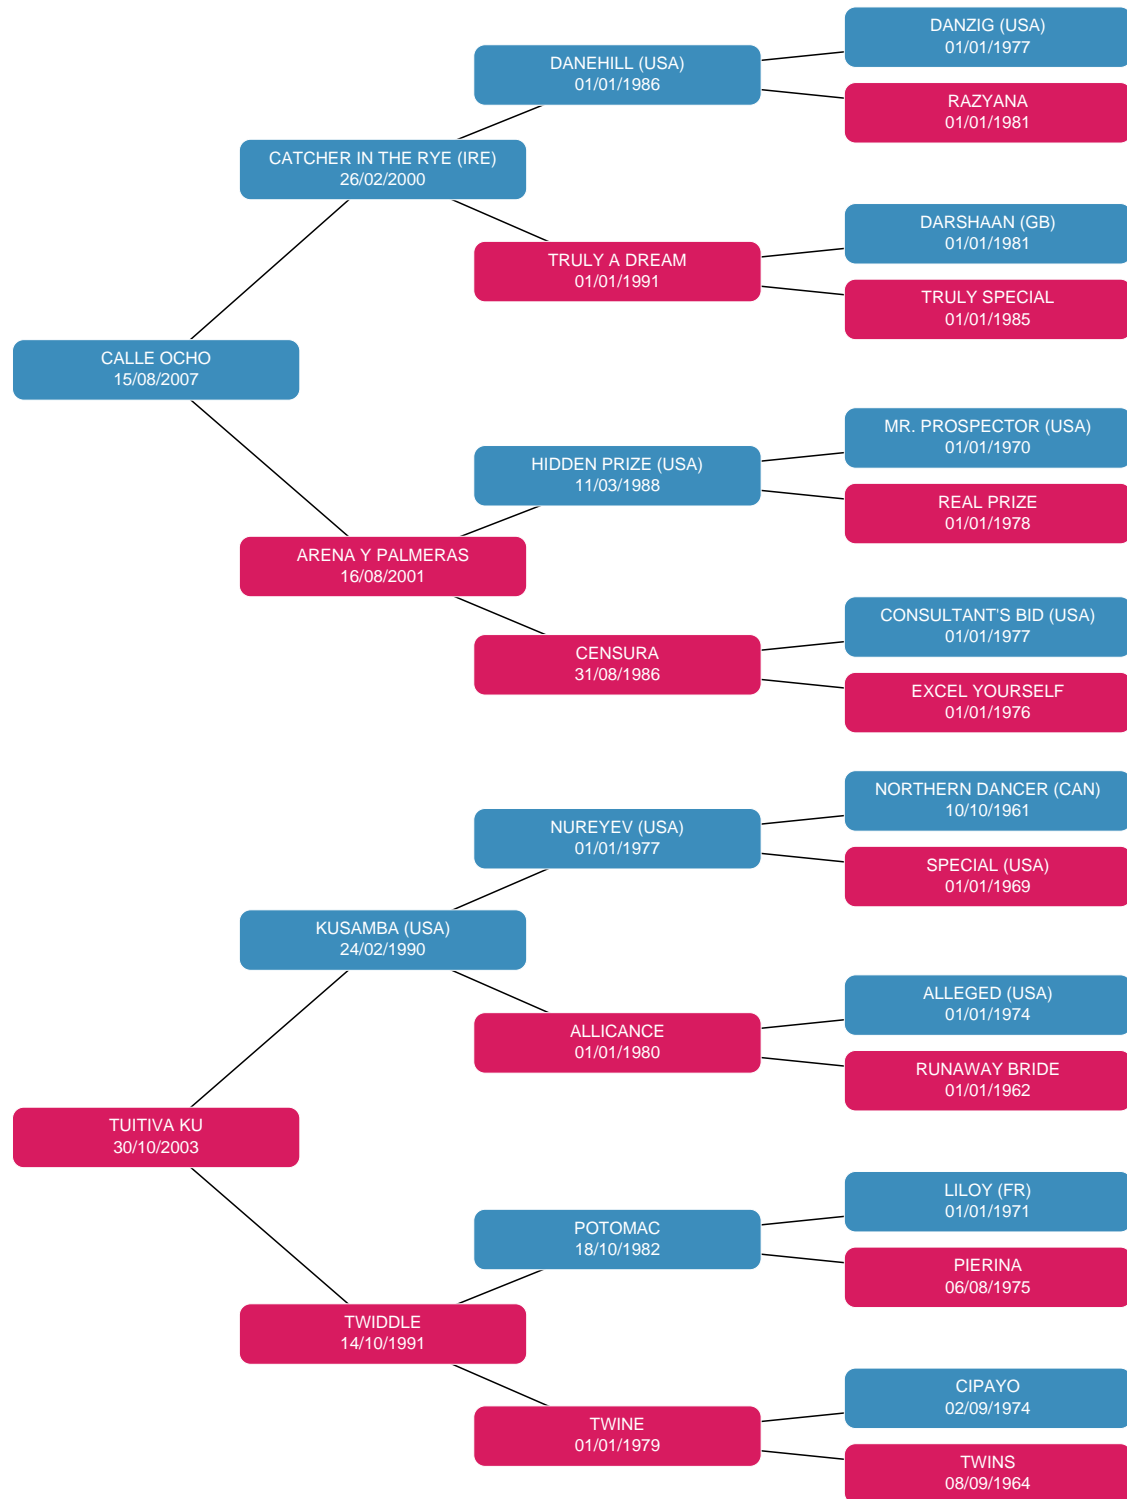 DANZIG (USA)
01/01/1977
DANEHILL (USA)
01/01/1986
RAZYANA
01/01/1981
CATCHER IN THE RYE (IRE)
26/02/2000
DARSHAAN (GB)
01/01/1981
TRULY A DREAM
01/01/1991
TRULY SPECIAL
01/01/1985
CALLE OCHO
15/08/2007
MR. PROSPECTOR (USA)
01/01/1970
HIDDEN PRIZE (USA)
11/03/1988
REAL PRIZE
01/01/1978
ARENA Y PALMERAS
16/08/2001
CONSULTANT'S BID (USA)
01/01/1977
CENSURA
31/08/1986
EXCEL YOURSELF
01/01/1976
NORTHERN DANCER (CAN)
10/10/1961
NUREYEV (USA)
01/01/1977
SPECIAL (USA)
01/01/1969
KUSAMBA (USA)
24/02/1990
ALLEGED (USA)
01/01/1974
ALLICANCE
01/01/1980
RUNAWAY BRIDE
01/01/1962
TUITIVA KU
30/10/2003
LILOY (FR)
01/01/1971
POTOMAC
18/10/1982
PIERINA
06/08/1975
TWIDDLE
14/10/1991
CIPAYO
02/09/1974
TWINE
01/01/1979
TWINS
08/09/1964